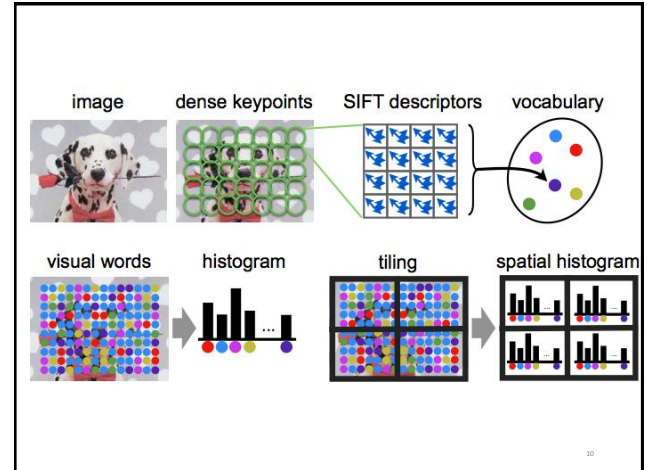 image dense keypoints SIFT descriptors vocabulary
visual words histogram tiling spatial histogram
...
... ...
... ...
10